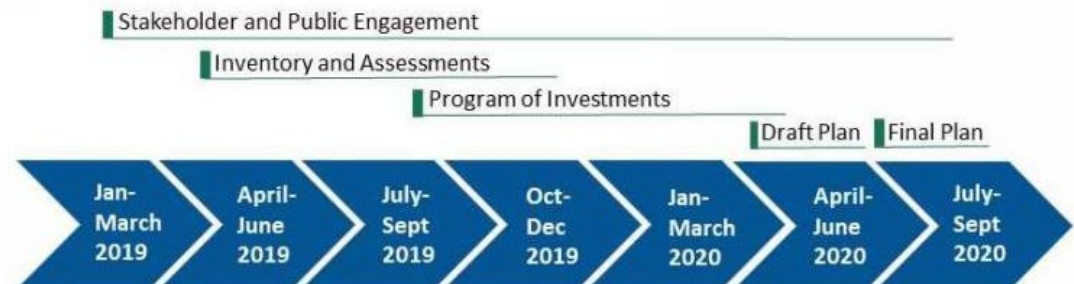 Stakeholder and Public Engagement
Inventory and Assessments
Program of Investments
Draft Plan
Final Plan
Jan-
March
2019
April-
June
2019
July-
Sept
2019
Oct-
Dec
2019
Jan-
March
2020
April-
June
2020
July-
Sept
2020